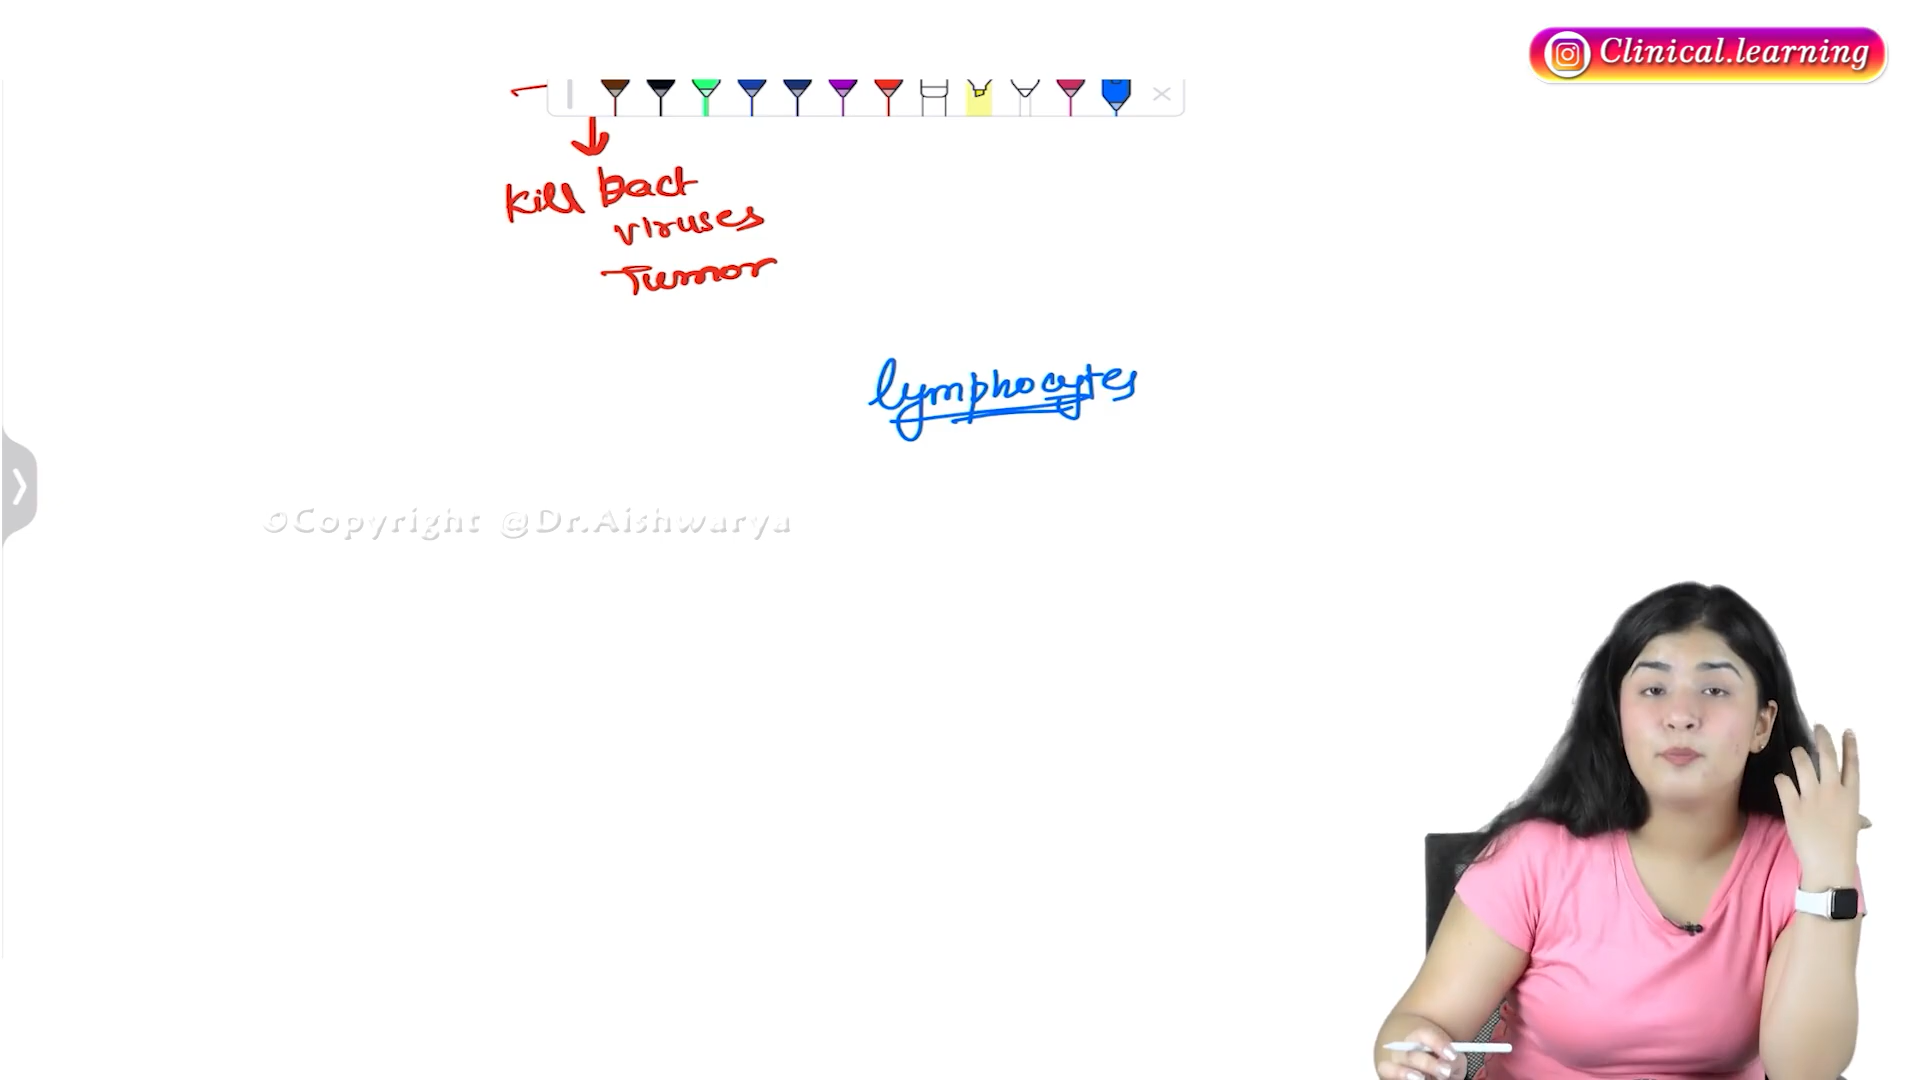 Clinical.learning
Kill bact
viruses
Tumor
lymphocytes
©Copyright @Dr.Aishwarya